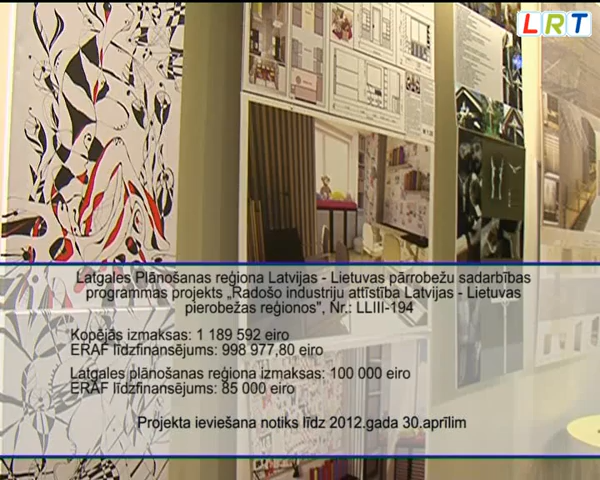 LRT
Latgales Plānošanas reģiona Latvijas - Lietuvas pārrobežu sadarbības
programmas projekts „Radošo industriju attīstība Latvijas - Lietuvas
pierobežas reģionos", Nr.: LLIII-194
Kopējās izmaksas: 1 189 592 eiro
ERAF līdzfinansējums: 998 977,80 eiro
Latgales plānošanas reģiona izmaksas: 100 000 eiro
ERAF līdzfinansējums: 85 000 eiro
Projekta ieviešana notiks līdz 2012.gada 30.aprīlim